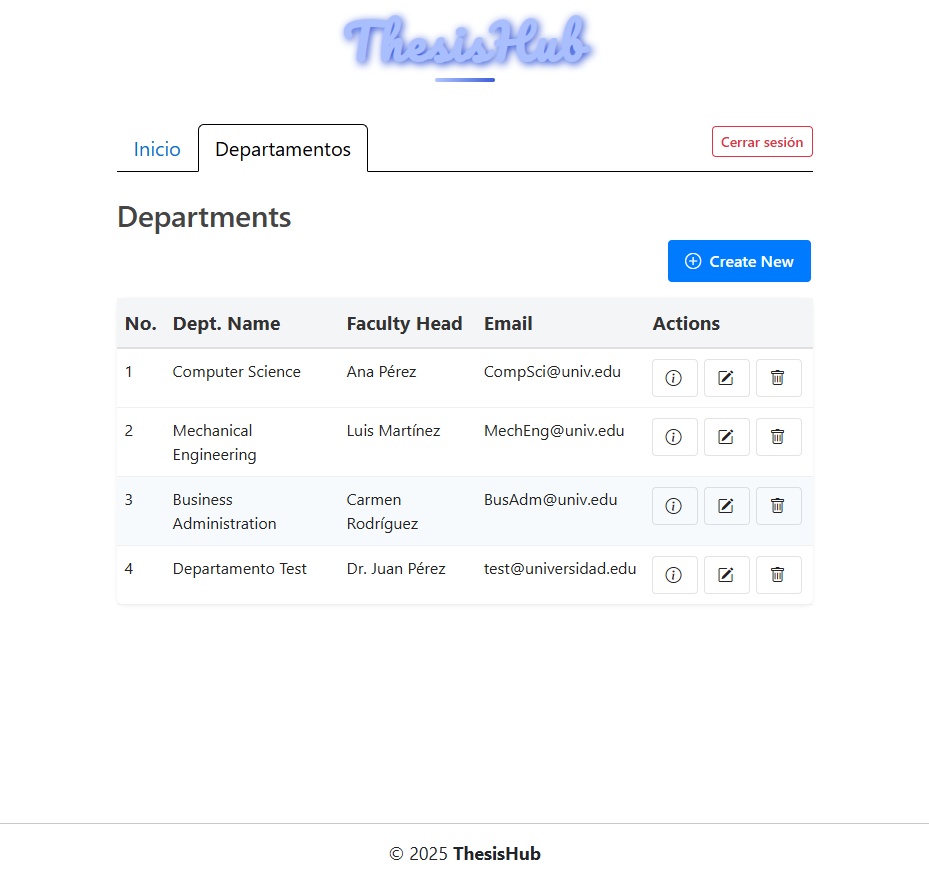 ThesisHub
Inicio Departamentos Cerrar sesión
Departments
Create New
No. Dept. Name Faculty Head Email Actions
1 Computer Science Ana Pérez CompSci@univ.edu
2 Mechanical Luis Martínez MechEng@univ.edu
Engineering
3 Business Carmen BusAdm@univ.edu
Administration Rodríguez
4 Departamento Test Dr. Juan Pérez test@universidad.edu
© 2025 ThesisHub